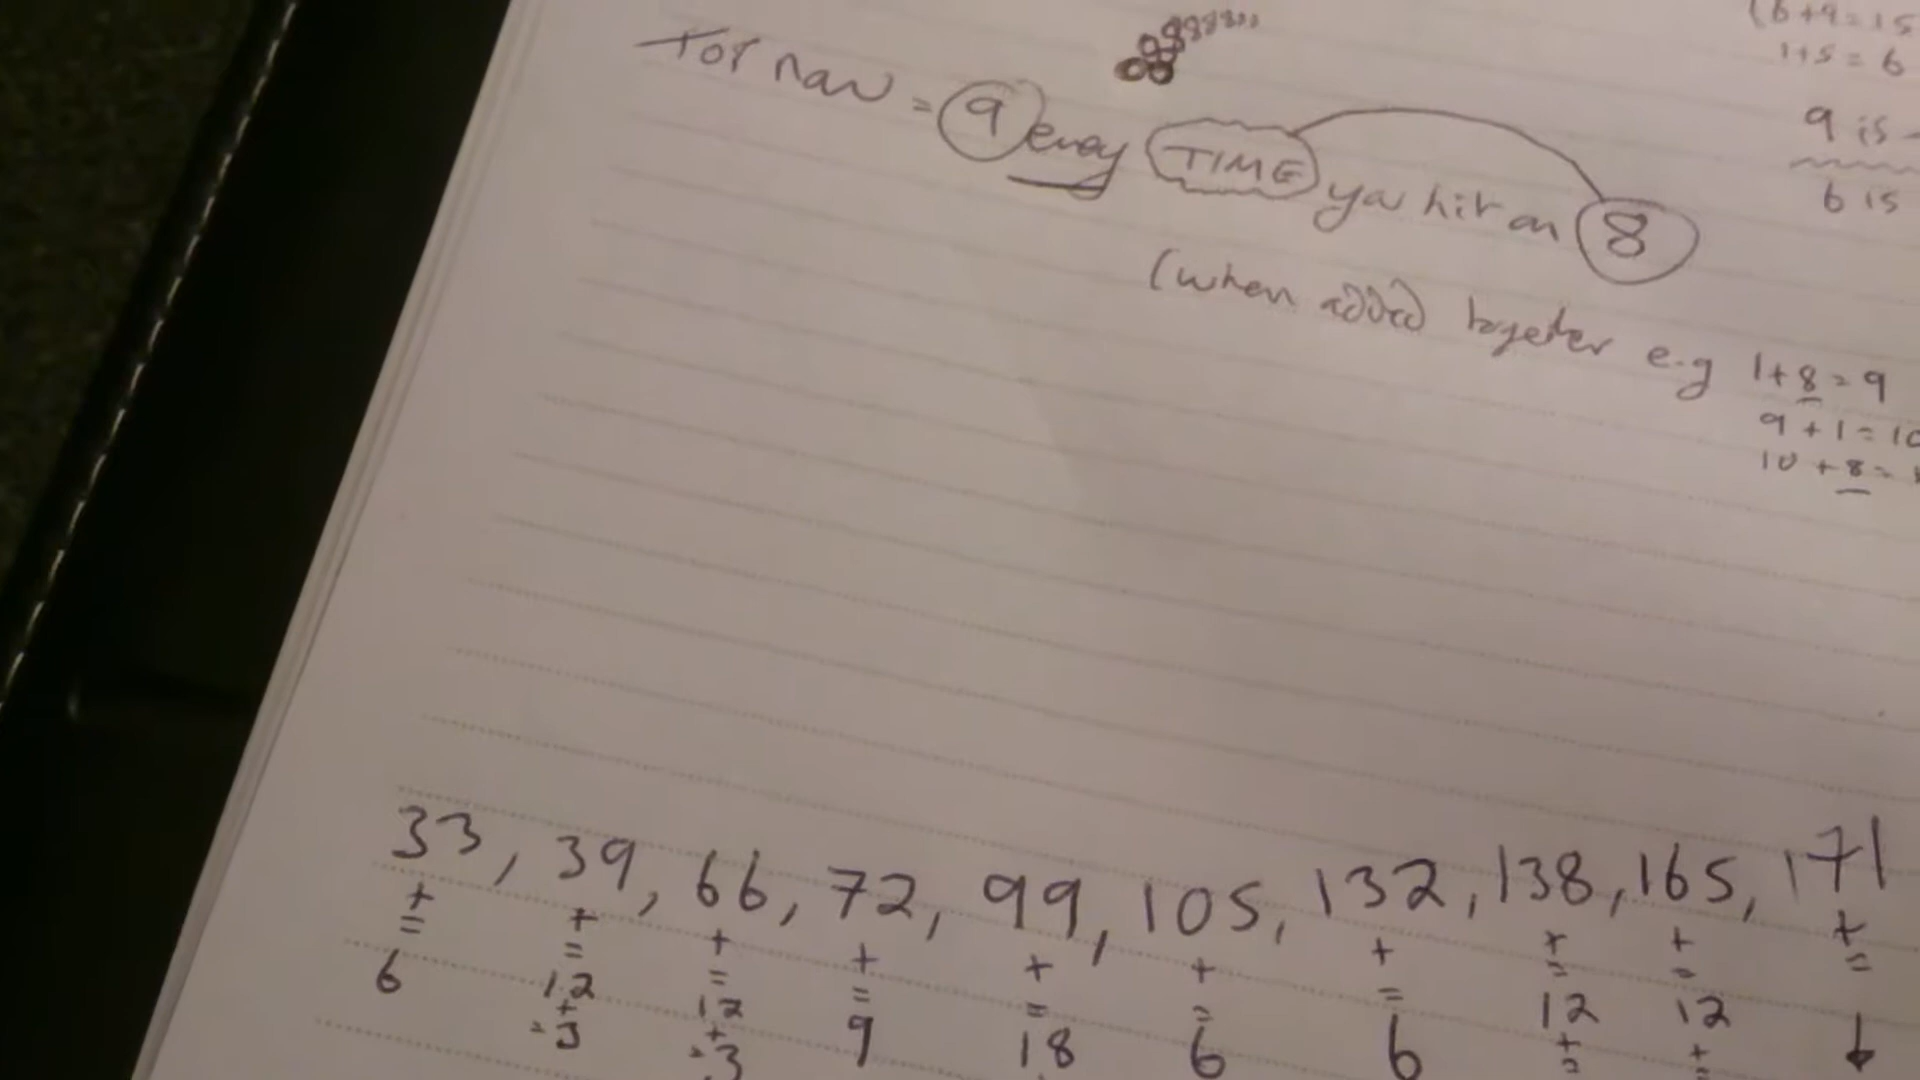 888888
(6+9=15
1+5=6
For now = 9 every TIME you hit an 8
9 is
6 is
(when added together e.g 1+8=9
9+1=10
10+8=
33, 39, 66, 72, 99, 105, 132, 138, 165, 171
+ + + + + + + + + +
= = = = = = = = = =
6 12 12 9 18 6 6 12 12
+ + + +
=3 =3 = =